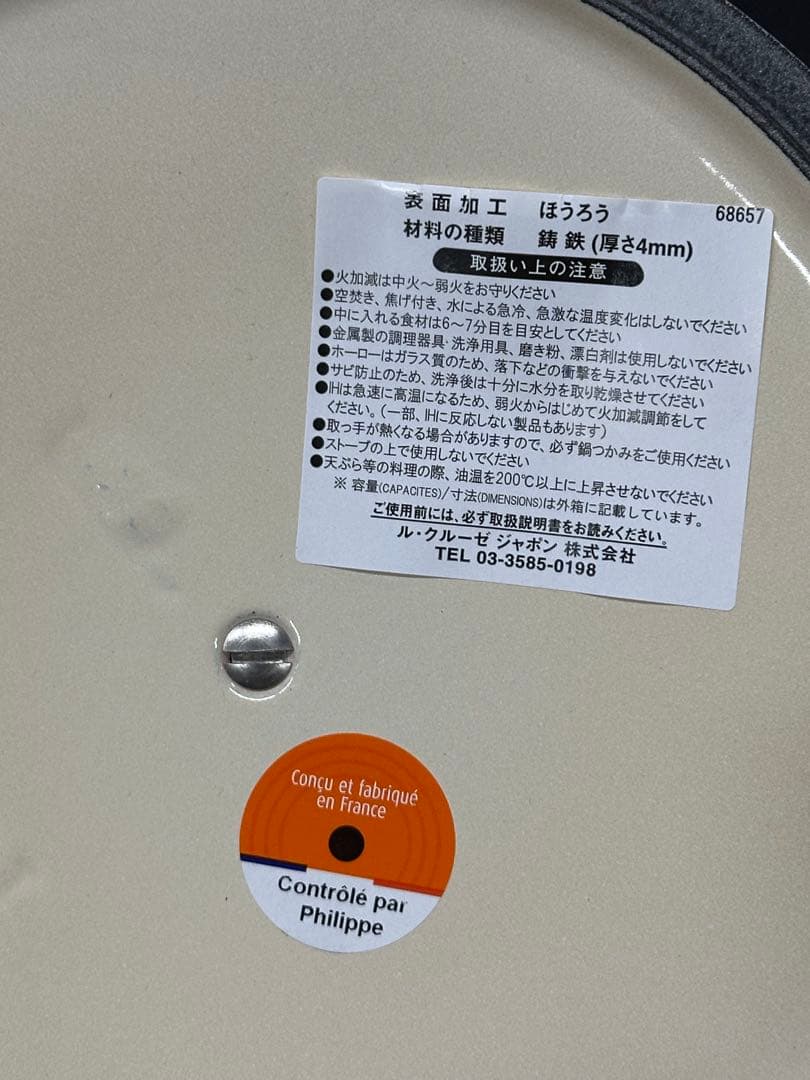 表面加工　ほうろう　68657
材料の種類　鋳鉄(厚さ4mm)
取扱い上の注意
●火加減は中火〜弱火をお守りください
●空焚き、焦げ付き、水による急冷、急激な温度変化はしないでください
●中に入れる食材は6〜7分目を目安としてください
●金属製の調理器具・洗浄用具、磨き粉、漂白剤は使用しないでください
●ホーローはガラス質のため、落下などの衝撃を与えないでください
●サビ防止のため、洗浄後は十分に水分を取り乾燥させてください
●IHは急速に高温になるため、弱火からはじめて火加減調節をして
ください。(一部、IHに反応しない製品もあります)
●取っ手が熱くなる場合がありますので、必ず鍋つかみをご使用ください
●ストーブの上で使用しないでください
●天ぷら等の料理の際、油温を200℃以上に上昇させないでください
※ 容量(CAPACITES)/寸法(DIMENSIONS)は外箱に記載しています。
ご使用前には、必ず取扱説明書をお読みください。
ル・クルーゼ ジャポン 株式会社
TEL 03-3585-0198
Conçu et fabriqué
en France
Contrôlé par
Philippe